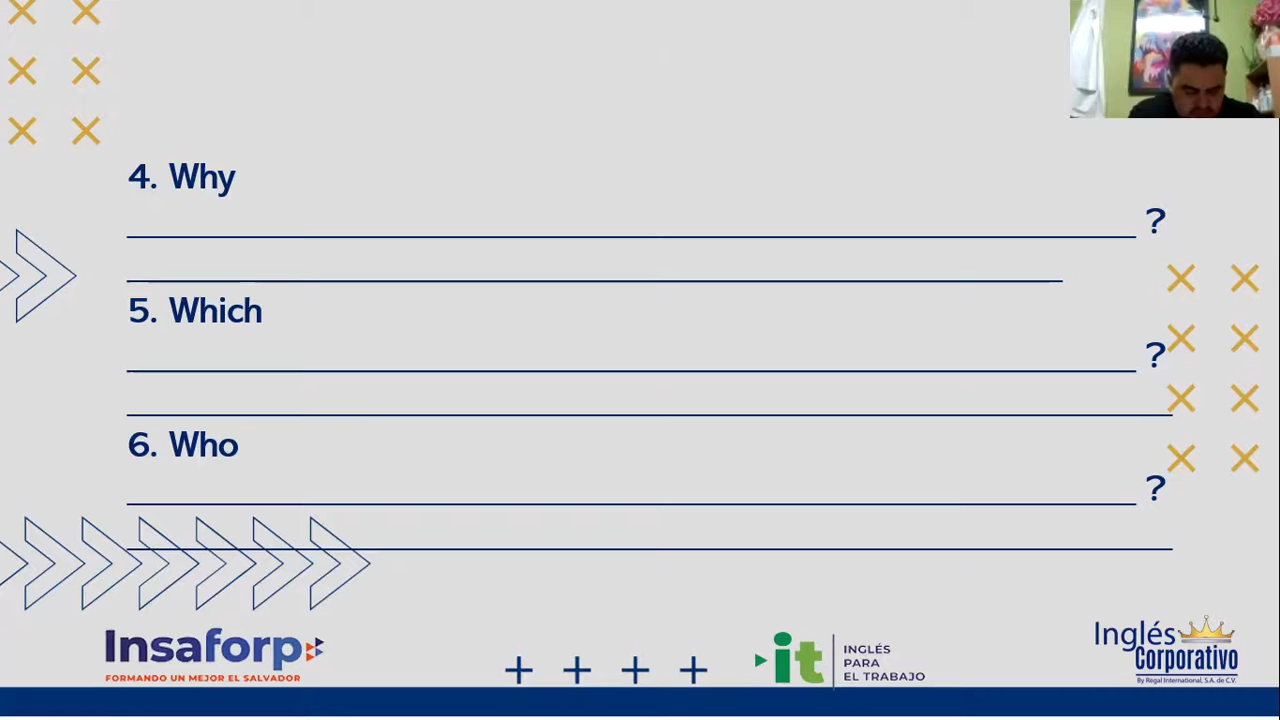 4. Why
?
5. Which
?
6. Who
?
Insaforp
FORMANDO UN MEJOR EL SALVADOR
it
INGLÉS
PARA
EL TRABAJO
Inglés
Corporativo
By Regal International, S.A. de C.V.